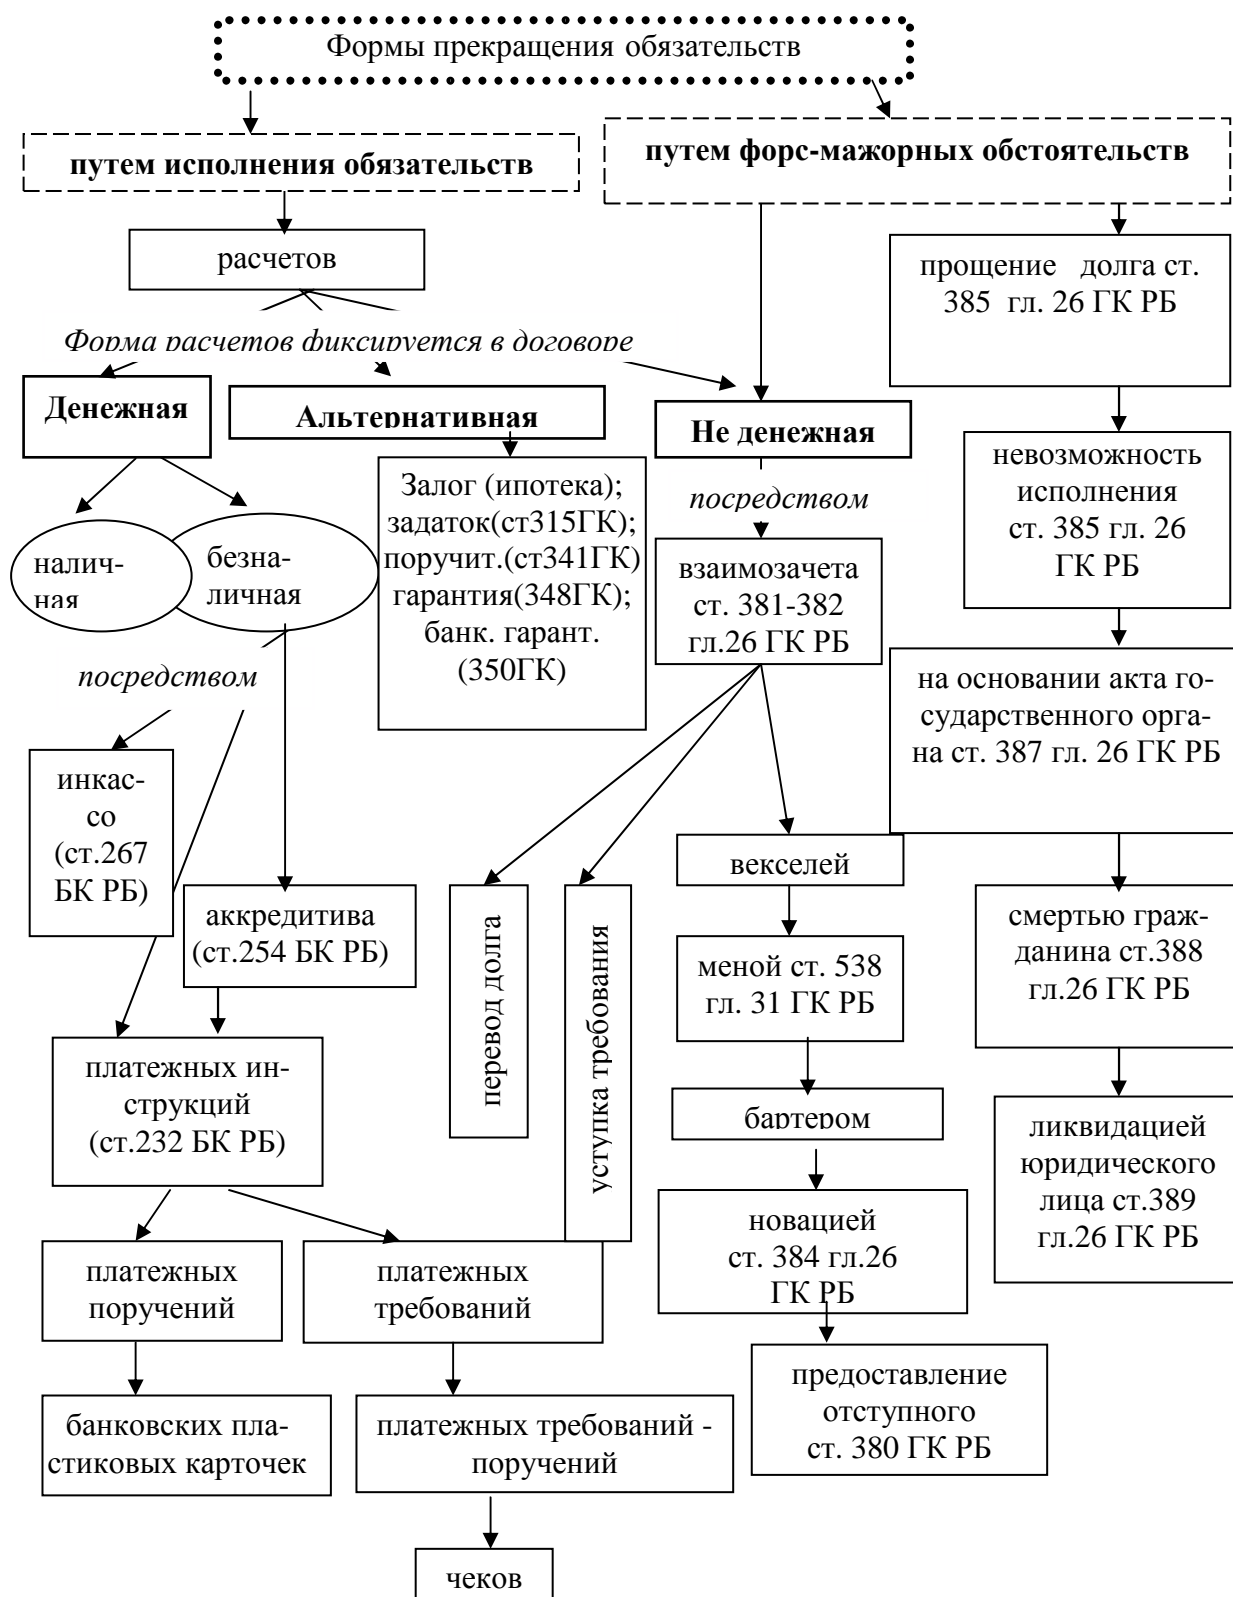 Формы прекращения обязательств
путем исполнения обязательств
путем форс-мажорных обстоятельств
расчетов
прощение долга ст.
385 гл. 26 ГК РБ
Форма расчетов фиксируется в договоре
Денежная
Альтернативная
Не денежная
невозможность
исполнения
ст. 385 гл. 26
ГК РБ
Залог (ипотека);
задаток(ст315ГК);
поручит.(ст341ГК)
гарантия(348ГК);
банк. гарант.
(350ГК)
посредством
налич-
ная
безна-
личная
взаимозачета
ст. 381-382
гл.26 ГК РБ
посредством
на основании акта го-
сударственного орга-
на ст. 387 гл. 26 ГК РБ
инкас-
со
(ст.267
БК РБ)
векселей
аккредитива
(ст.254 БК РБ)
перевод долга
уступка требования
меной ст. 538
гл. 31 ГК РБ
смертью граж-
данина ст.388
гл.26 ГК РБ
платежных ин-
струкций
(ст.232 БК РБ)
бартером
ликвидацией
юридического
лица ст.389
гл.26 ГК РБ
новацией
ст. 384 гл.26
ГК РБ
платежных
поручений
платежных
требований
предоставление
отступного
ст. 380 ГК РБ
банковских пла-
стиковых карточек
платежных требований -
поручений
чеков